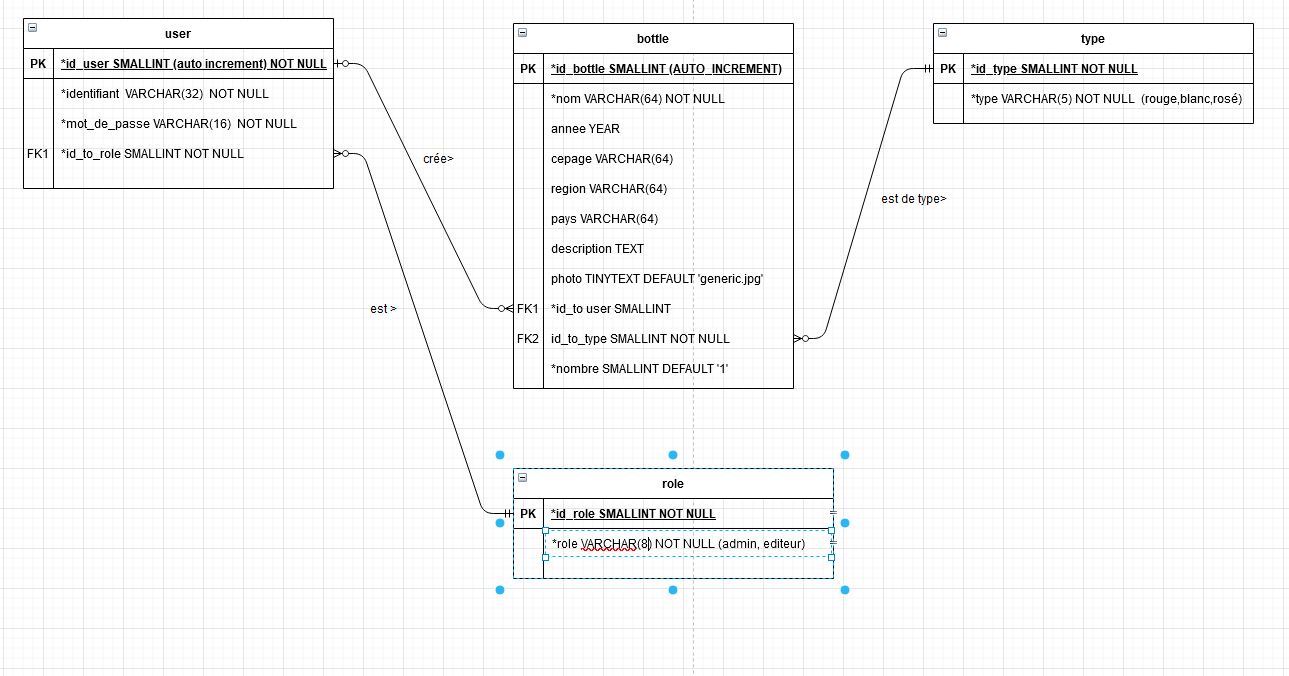 user
PK *id_user SMALLINT (auto increment) NOT NULL
*identifiant VARCHAR(32) NOT NULL
*mot_de_passe VARCHAR(16) NOT NULL
FK1 *id_to_role SMALLINT NOT NULL
crée>
est >
bottle
PK *id_bottle SMALLINT (AUTO_INCREMENT)
*nom VARCHAR(64) NOT NULL
annee YEAR
cepage VARCHAR(64)
region VARCHAR(64)
pays VARCHAR(64)
description TEXT
photo TINYTEXT DEFAULT 'generic.jpg'
FK1 *id_to user SMALLINT
FK2 id_to_type SMALLINT NOT NULL
*nombre SMALLINT DEFAULT '1'
est de type>
type
PK *id_type SMALLINT NOT NULL
*type VARCHAR(5) NOT NULL (rouge,blanc,rosé)
role
PK *id_role SMALLINT NOT NULL
*role VARCHAR(8) NOT NULL (admin, editeur)